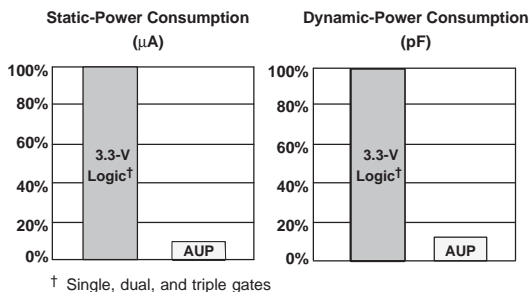 Static-Power Consumption
(μA)
100%
80%
60%
40%
20%
0%
3.3-V
Logic†
AUP
Dynamic-Power Consumption
(pF)
100%
80%
60%
40%
20%
0%
3.3-V
Logic†
AUP
† Single, dual, and triple gates